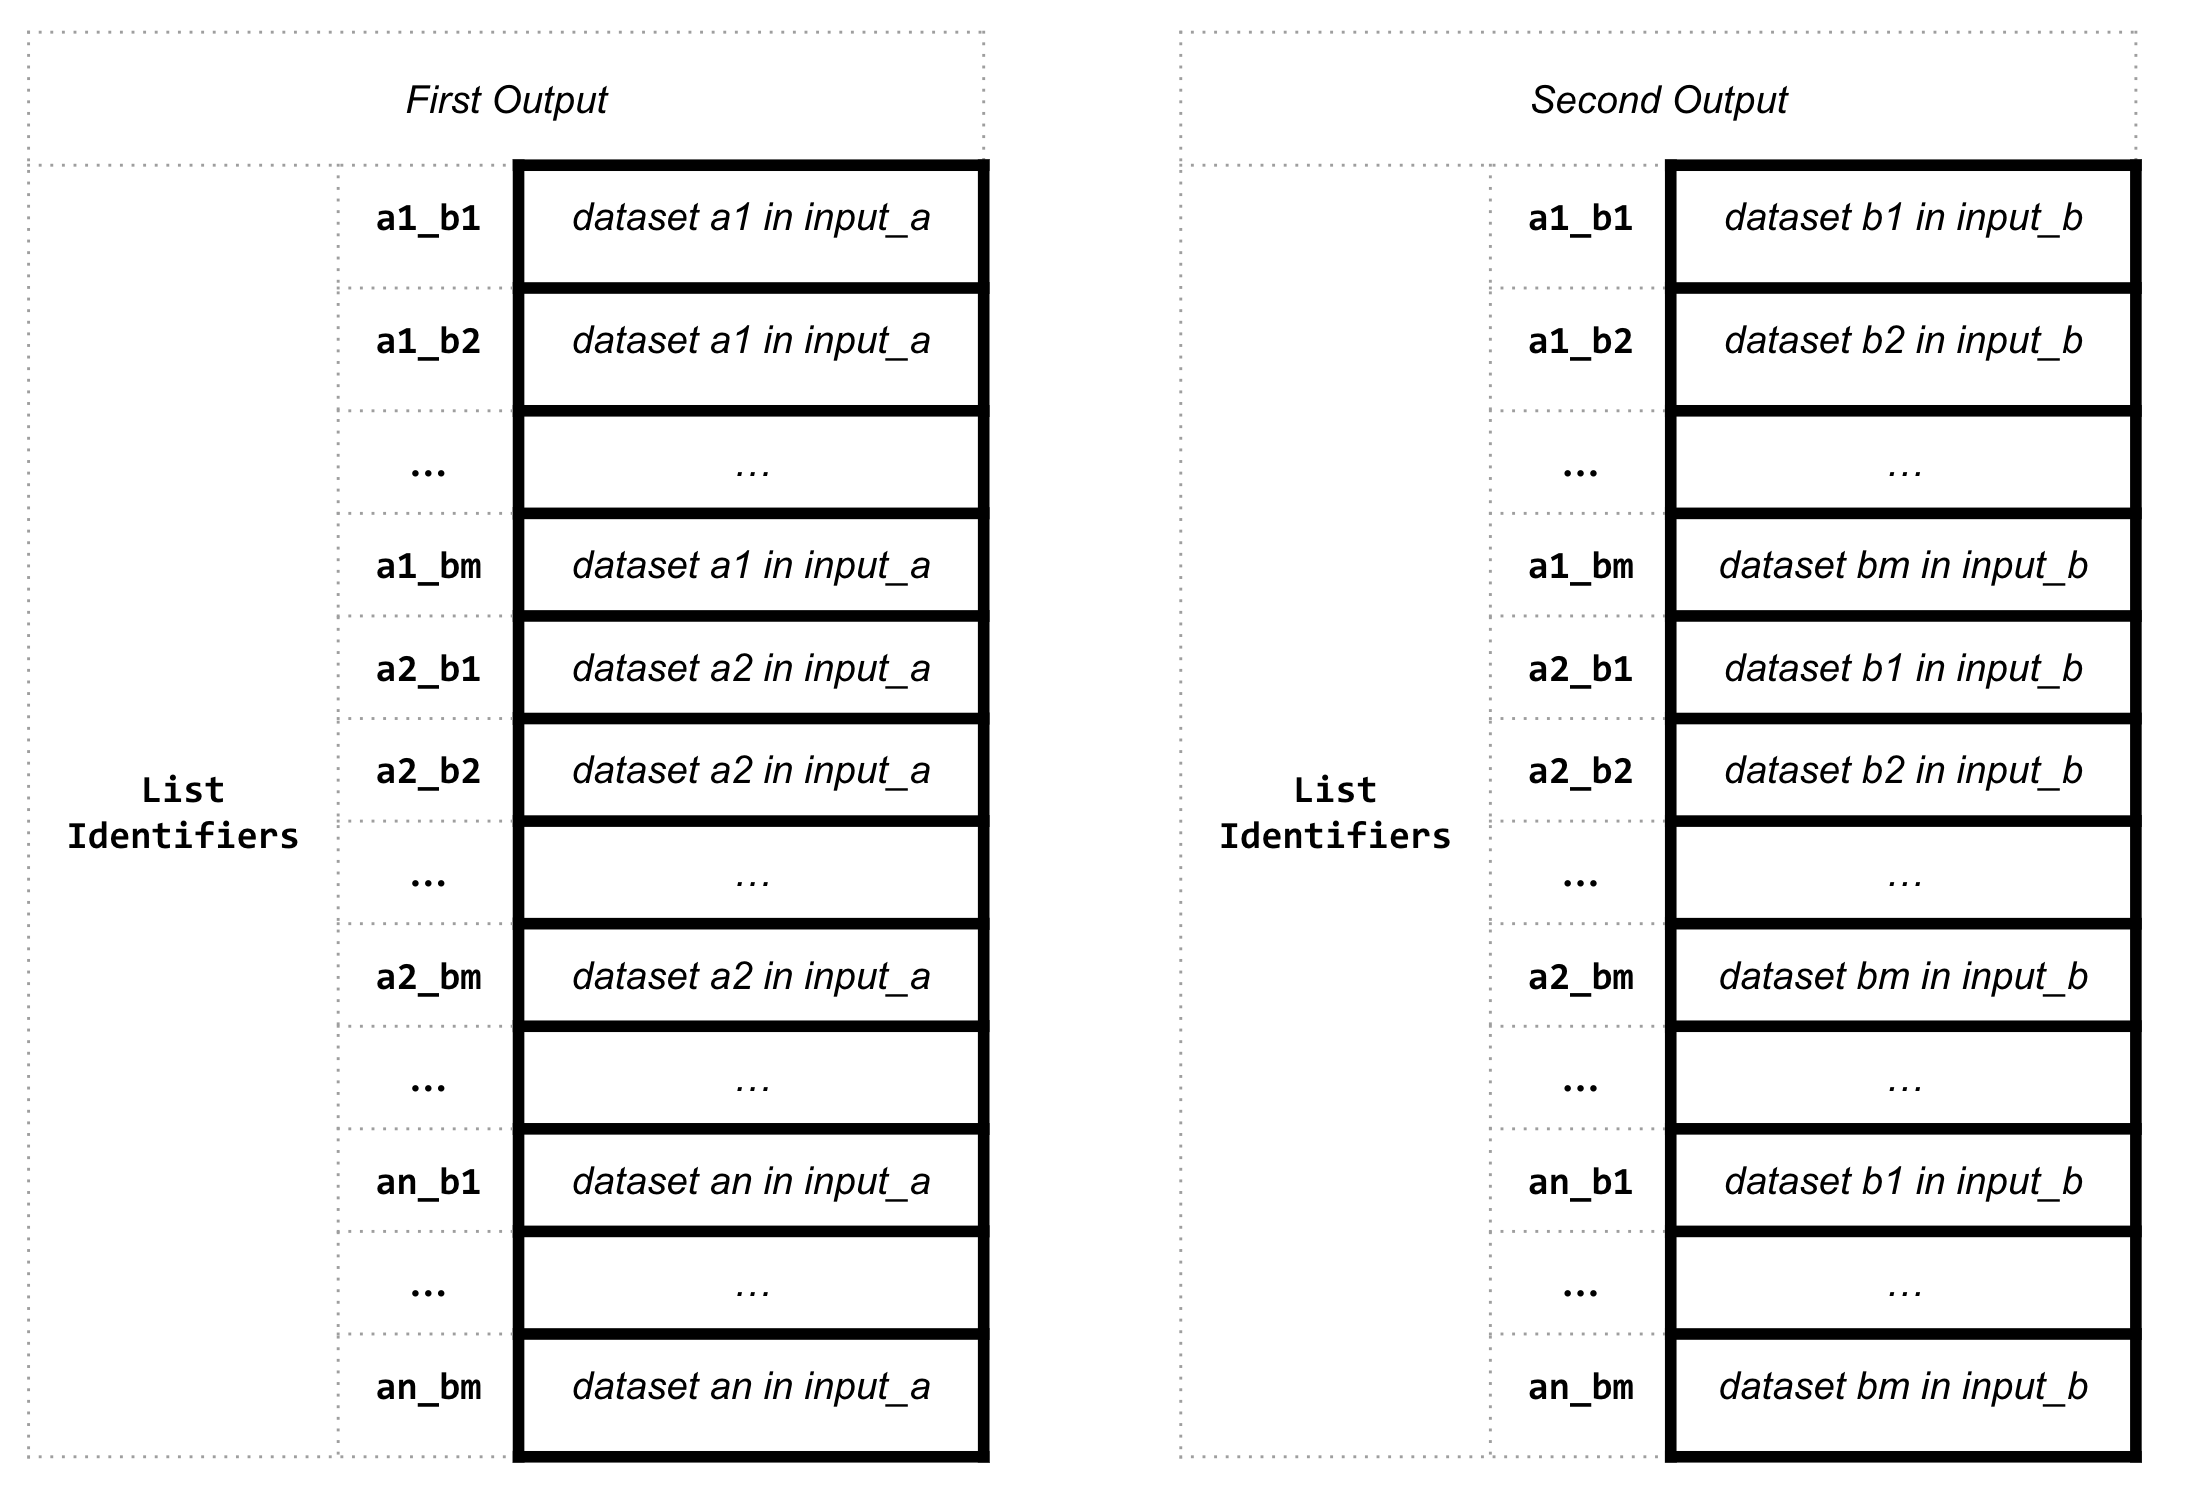 First Output
List
Identifiers
a1_b1 dataset a1 in input_a
a1_b2 dataset a1 in input_a
... ...
a1_bm dataset a1 in input_a
a2_b1 dataset a2 in input_a
a2_b2 dataset a2 in input_a
... ...
a2_bm dataset a2 in input_a
... ...
an_b1 dataset an in input_a
... ...
an_bm dataset an in input_a
Second Output
List
Identifiers
a1_b1 dataset b1 in input_b
a1_b2 dataset b2 in input_b
... ...
a1_bm dataset bm in input_b
a2_b1 dataset b1 in input_b
a2_b2 dataset b2 in input_b
... ...
a2_bm dataset bm in input_b
... ...
an_b1 dataset b1 in input_b
... ...
an_bm dataset bm in input_b